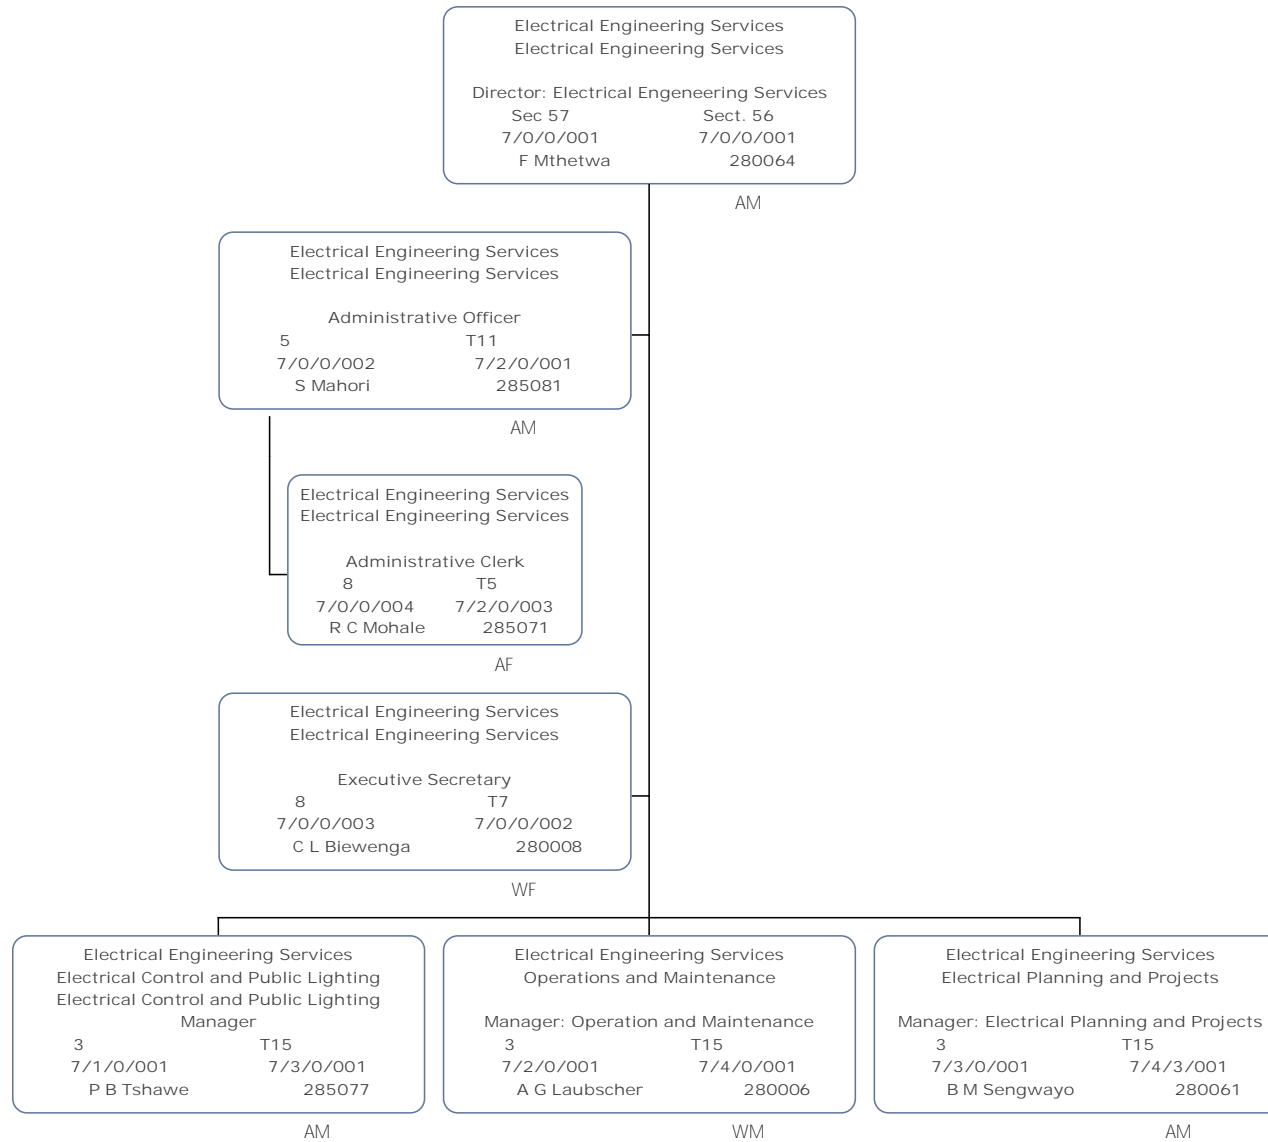 Electrical Engineering Services
Electrical Engineering Services
Director: Electrical Engeneering Services
Sec 57 Sect. 56
7/0/0/001 7/0/0/001
F Mthetwa 280064
AM
Electrical Engineering Services
Electrical Engineering Services
Administrative Officer
5 T11
7/0/0/002 7/2/0/001
S Mahori 285081
AM
Electrical Engineering Services
Electrical Engineering Services
Administrative Clerk
8 T5
7/0/0/004 7/2/0/003
R C Mohale 285071
AF
Electrical Engineering Services
Electrical Engineering Services
Executive Secretary
8 T7
7/0/0/003 7/0/0/002
C L Biewenga 280008
WF
Electrical Engineering Services
Electrical Control and Public Lighting
Electrical Control and Public Lighting
Manager
3 T15
7/1/0/001 7/3/0/001
P B Tshawe 285077
AM
Electrical Engineering Services
Operations and Maintenance
Manager: Operation and Maintenance
3 T15
7/2/0/001 7/4/0/001
A G Laubscher 280006
WM
Electrical Engineering Services
Electrical Planning and Projects
Manager: Electrical Planning and Projects
3 T15
7/3/0/001 7/4/3/001
B M Sengwayo 280061
AM